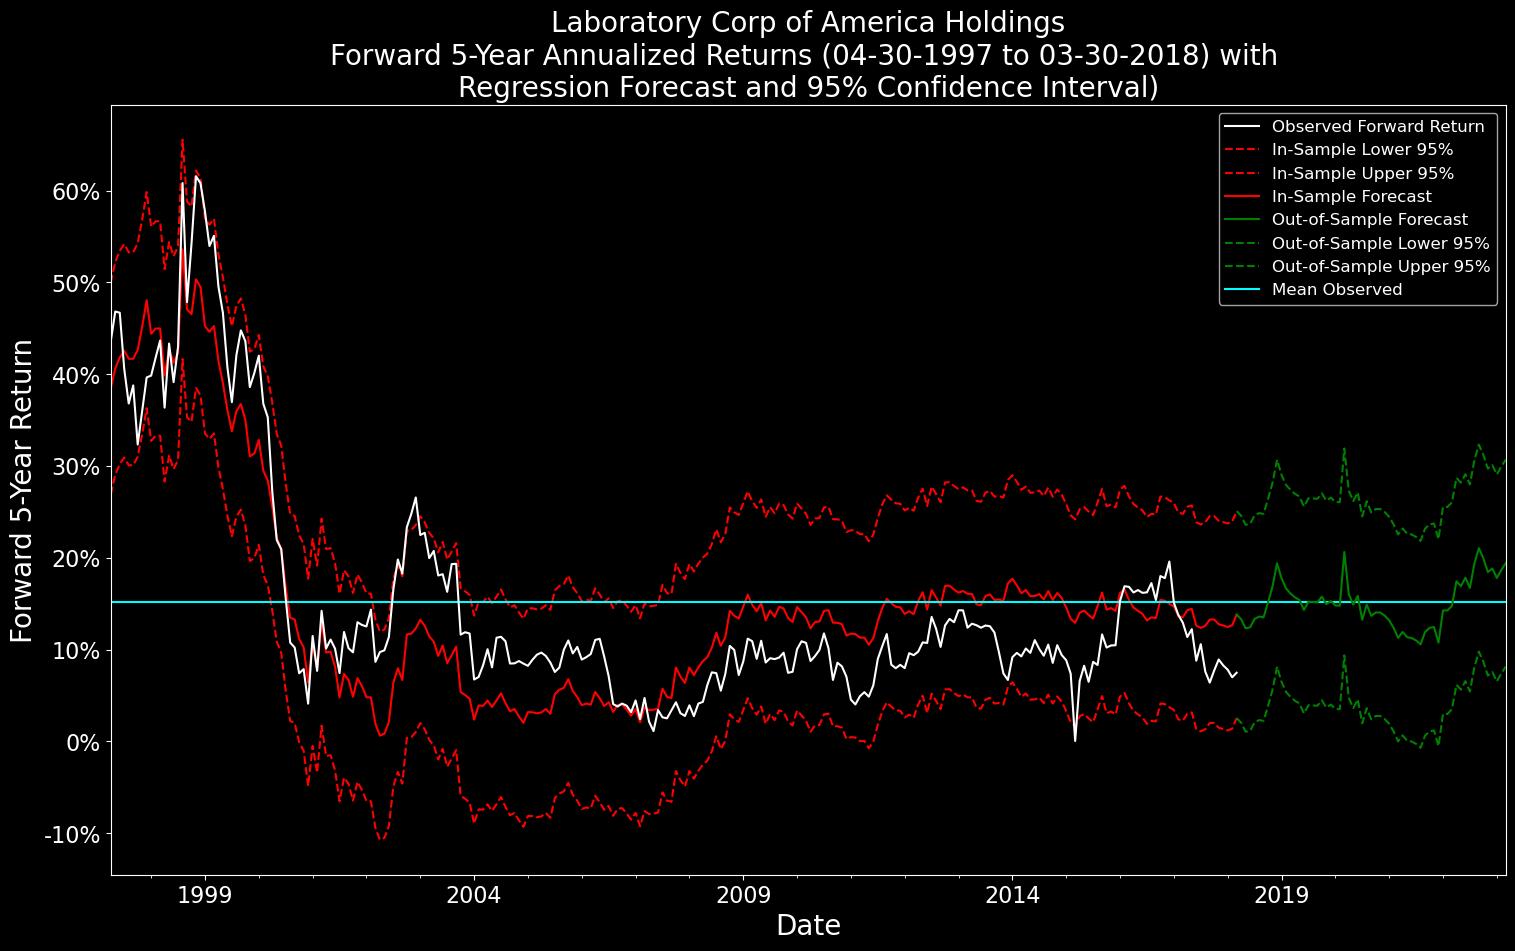 Laboratory Corp of America Holdings
Forward 5-Year Annualized Returns (04-30-1997 to 03-30-2018) with
Regression Forecast and 95% Confidence Interval)
Observed Forward Return
In-Sample Lower 95%
In-Sample Upper 95%
In-Sample Forecast
Out-of-Sample Forecast
Out-of-Sample Lower 95%
Out-of-Sample Upper 95%
Mean Observed
Forward 5-Year Return
60%
50%
40%
30%
20%
10%
0%
-10%
1999
2004
2009
2014
2019
Date